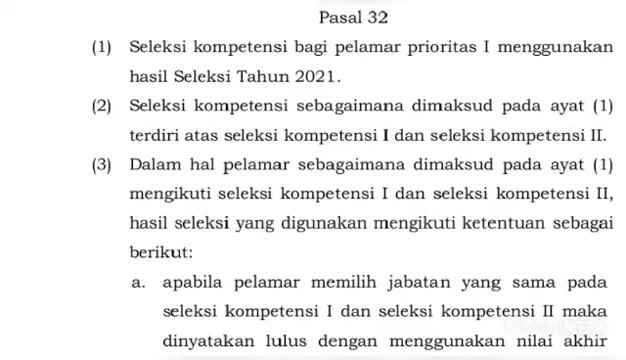 Pasal 32
(1) Seleksi kompetensi bagi pelamar prioritas I menggunakan
hasil Seleksi Tahun 2021.
(2) Seleksi kompetensi sebagaimana dimaksud pada ayat (1)
terdiri atas seleksi kompetensi I dan seleksi kompetensi II.
(3) Dalam hal pelamar sebagaimana dimaksud pada ayat (1)
mengikuti seleksi kompetensi I dan seleksi kompetensi II,
hasil seleksi yang digunakan mengikuti ketentuan sebagai
berikut:
a. apabila pelamar memilih jabatan yang sama pada
seleksi kompetensi I dan seleksi kompetensi II maka
dinyatakan lulus dengan menggunakan nilai akhir